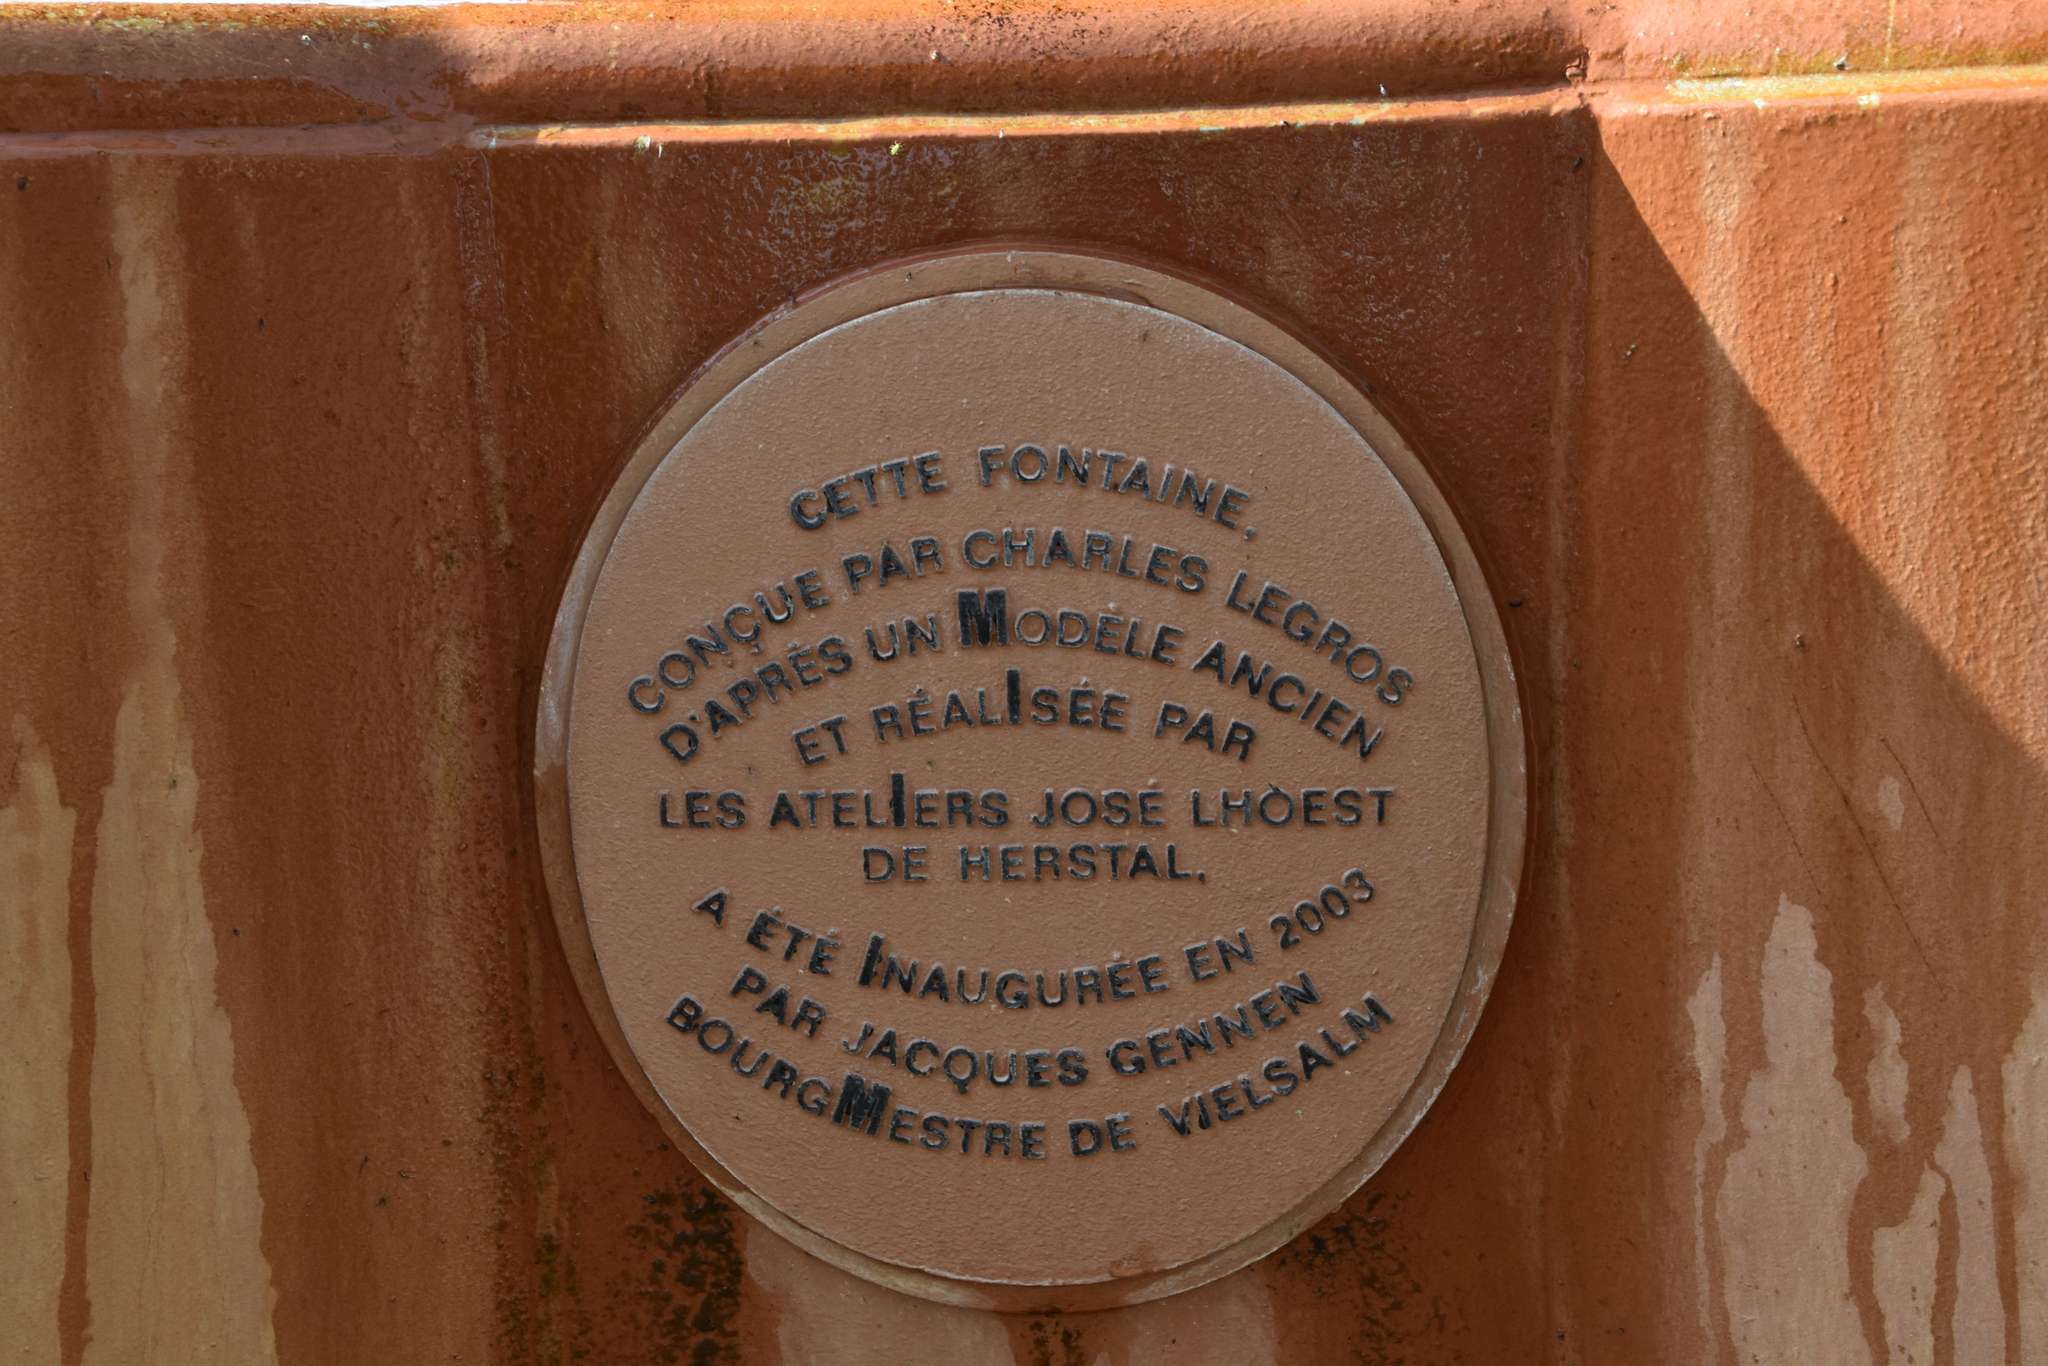 CETTE FONTAINE,
CONÇUE PAR CHARLES LEGROS
D'APRÈS UN MODÈLE ANCIEN
ET RÉALISÉE PAR
LES ATELIERS JOSÉ LHÒEST
DE HERSTAL,
A ÉTÉ INAUGURÉE EN 2003
PAR JACQUES GENNEN
BOURGMESTRE DE VIELSALM